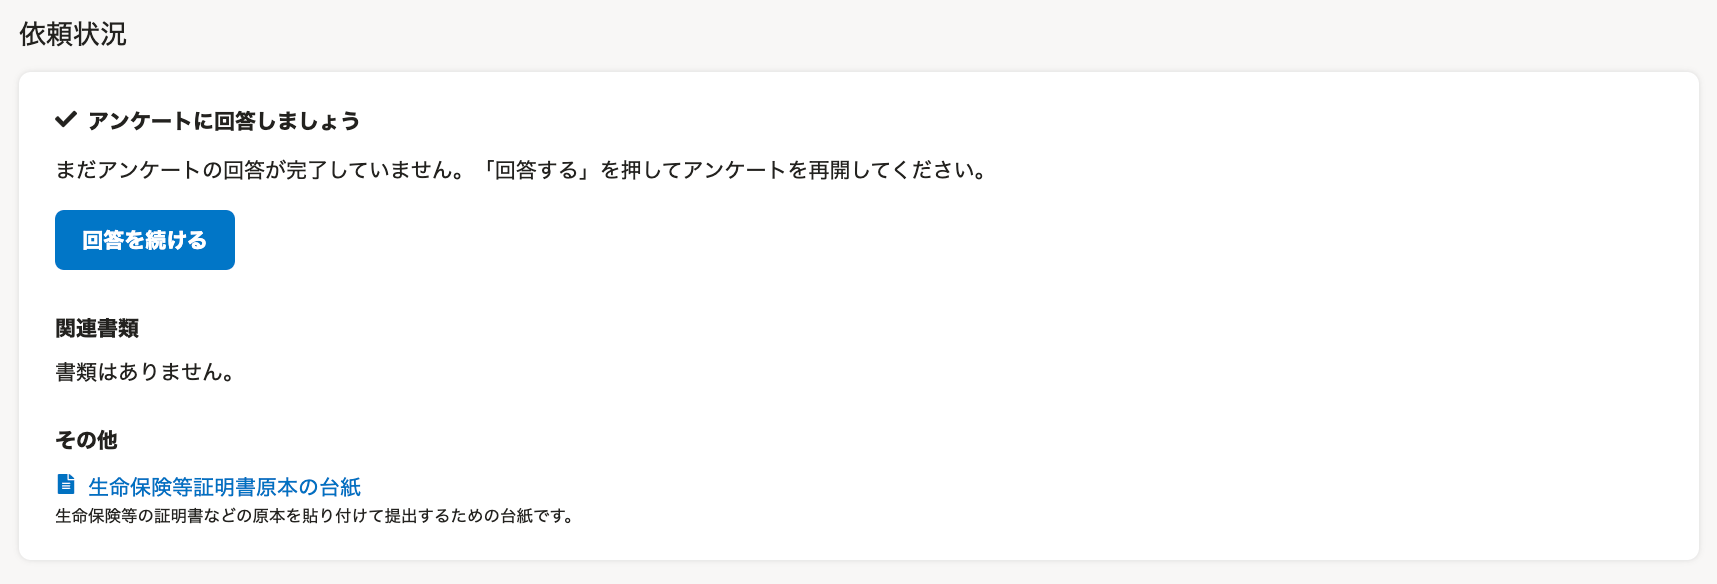 依頼状況
アンケートに回答しましょう
まだアンケートの回答が完了していません。「回答する」を押してアンケートを再開してください。
回答を続ける
関連書類
書類はありません。
その他
生命保険等証明書原本の台紙
生命保険等の証明書などの原本を貼り付けて提出するための台紙です。